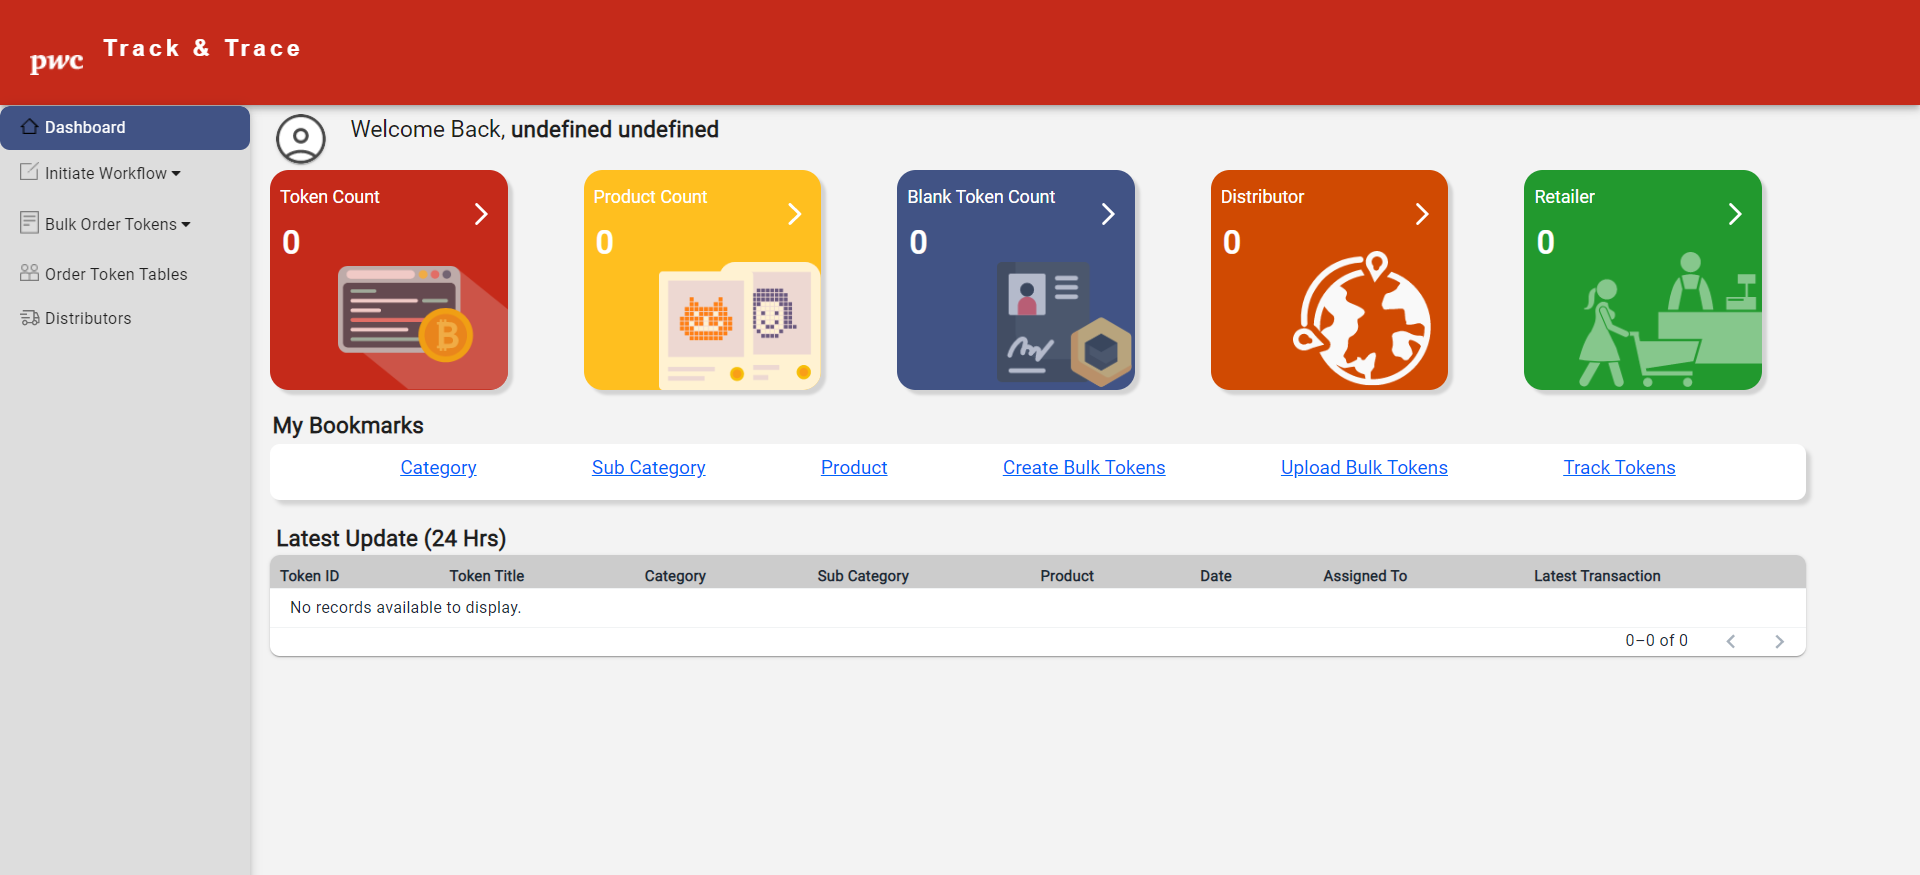 pwc
Track & Trace
Dashboard
Initiate Workflow
Bulk Order Tokens
Order Token Tables
Distributors
Welcome Back, undefined undefined
Token Count
0
Product Count
0
Blank Token Count
0
Distributor
0
Retailer
0
My Bookmarks
Category Sub Category Product Create Bulk Tokens Upload Bulk Tokens Track Tokens
Latest Update (24 Hrs)
Token ID Token Title Category Sub Category Product Date Assigned To Latest Transaction
No records available to display.
0–0 of 0